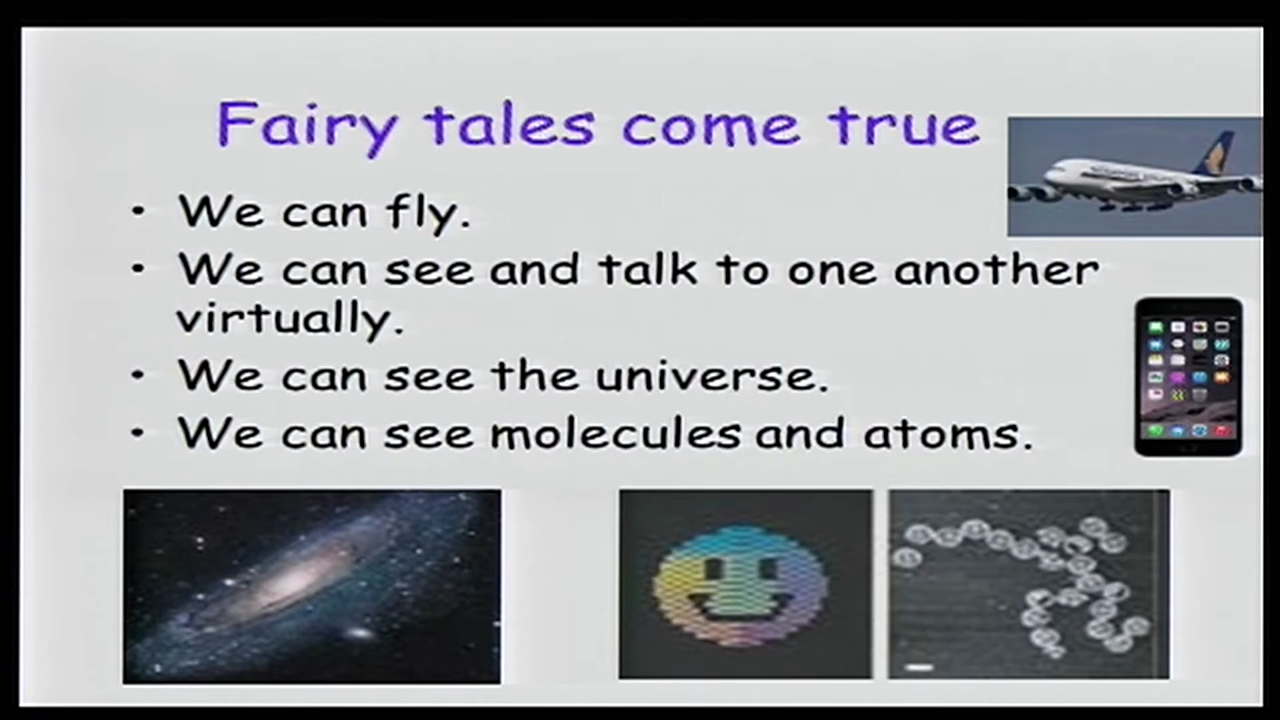 Fairy tales come true
• We can fly.
• We can see and talk to one another
virtually.
• We can see the universe.
• We can see molecules and atoms.